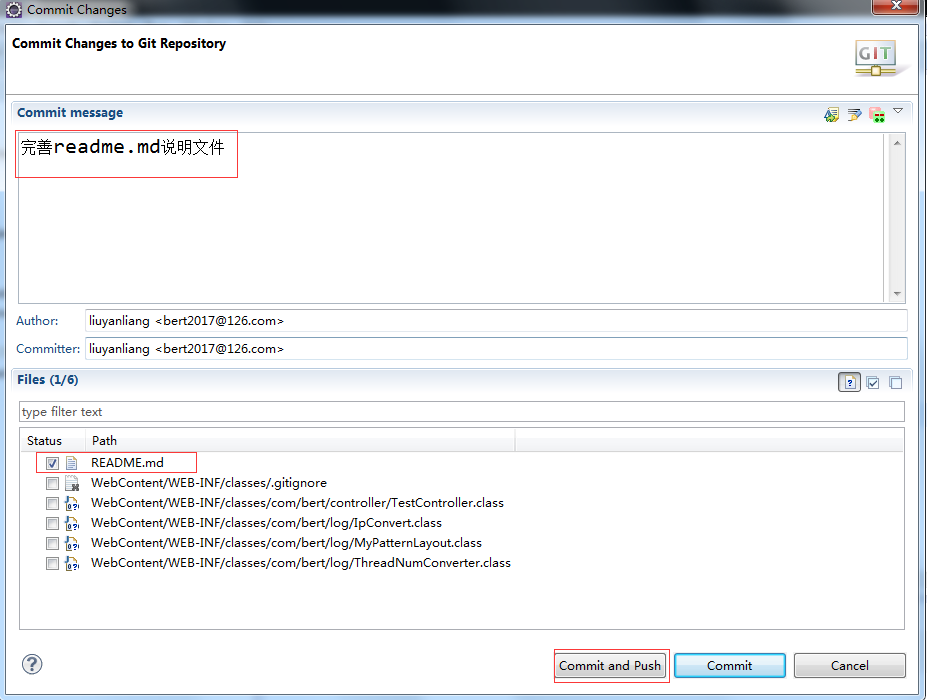 Commit Changes
Commit Changes to Git Repository
GIT
Commit message
完善readme.md说明文件
Author: liuyanliang <bert2017@126.com>
Committer: liuyanliang <bert2017@126.com>
Files (1/6)
type filter text
Status Path
README.md
WebContent/WEB-INF/classes/.gitignore
WebContent/WEB-INF/classes/com/bert/controller/TestController.class
WebContent/WEB-INF/classes/com/bert/log/IpConvert.class
WebContent/WEB-INF/classes/com/bert/log/MyPatternLayout.class
WebContent/WEB-INF/classes/com/bert/log/ThreadNumConverter.class
Commit and Push Commit Cancel